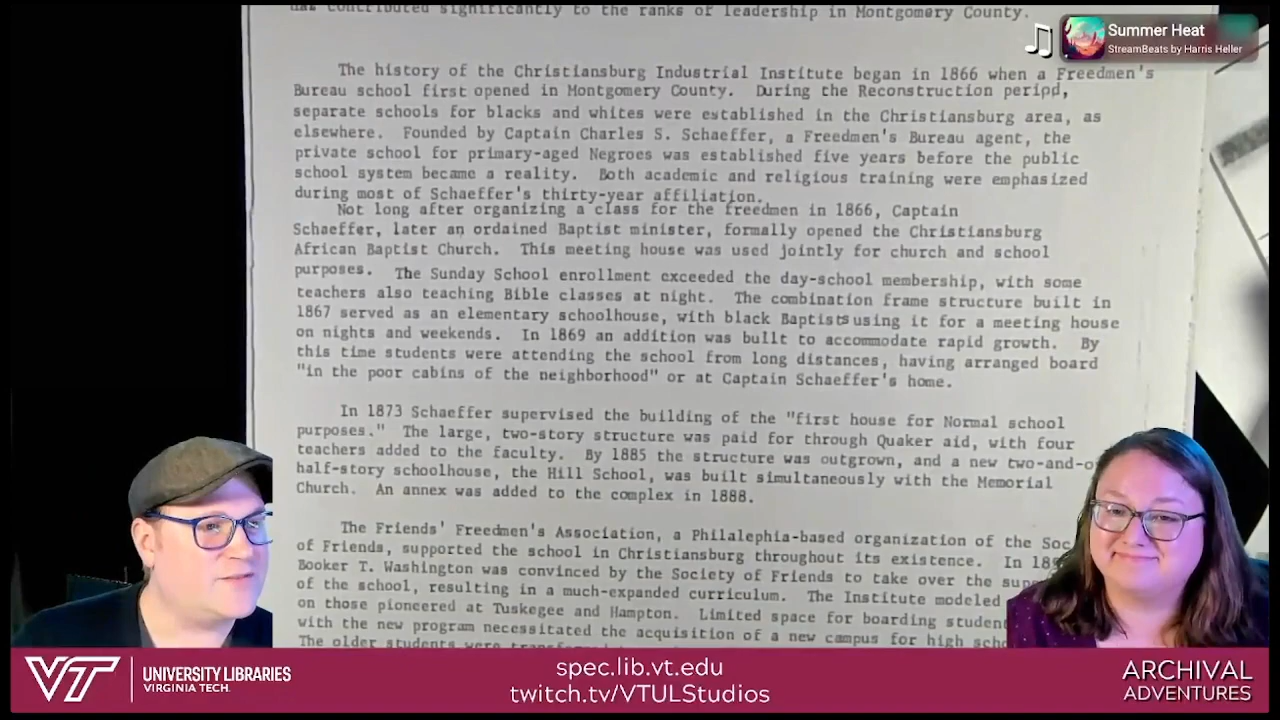 has contributed significantly to the ranks of leadership in Montgomery County.
Summer Heat
StreamBeats by Harris Heller
The history of the Christiansburg Industrial Institute began in 1866 when a Freedmen's
Bureau school first opened in Montgomery County. During the Reconstruction period,
separate schools for blacks and whites were established in the Christiansburg area, as
elsewhere. Founded by Captain Charles S. Schaeffer, a Freedmen's Bureau agent, the
private school for primary-aged Negroes was established five years before the public
school system became a reality. Both academic and religious training were emphasized
during most of Schaeffer's thirty-year affiliation.
Not long after organizing a class for the freedmen in 1866, Captain
Schaeffer, later an ordained Baptist minister, formally opened the Christiansburg
African Baptist Church. This meeting house was used jointly for church and school
purposes. The Sunday School enrollment exceeded the day-school membership, with some
teachers also teaching Bible classes at night. The combination frame structure built in
1867 served as an elementary schoolhouse, with black Baptists using it for a meeting house
on nights and weekends. In 1869 an addition was built to accommodate rapid growth. By
this time students were attending the school from long distances, having arranged board
"in the poor cabins of the neighborhood" or at Captain Schaeffer's home.
In 1873 Schaeffer supervised the building of the "first house for Normal school
purposes." The large, two-story structure was paid for through Quaker aid, with four
teachers added to the faculty. By 1885 the structure was outgrown, and a new two-and-o
half-story schoolhouse, the Hill School, was built simultaneously with the Memorial
Church. An annex was added to the complex in 1888.
The Friends' Freedmen's Association, a Philalephia-based organization of the Soc
of Friends, supported the school in Christiansburg throughout its existence. In 18
Booker T. Washington was convinced by the Society of Friends to take over the
of the school, resulting in a much-expanded curriculum. The Institute modeled
on those pioneered at Tuskegee and Hampton. Limited space for boarding student
with the new program necessitated the acquisition of a new campus for high scho
The older students were
VT
UNIVERSITY LIBRARIES
VIRGINIA TECH.
spec.lib.vt.edu
twitch.tv/VTULStudios
ARCHIVAL
ADVENTURES